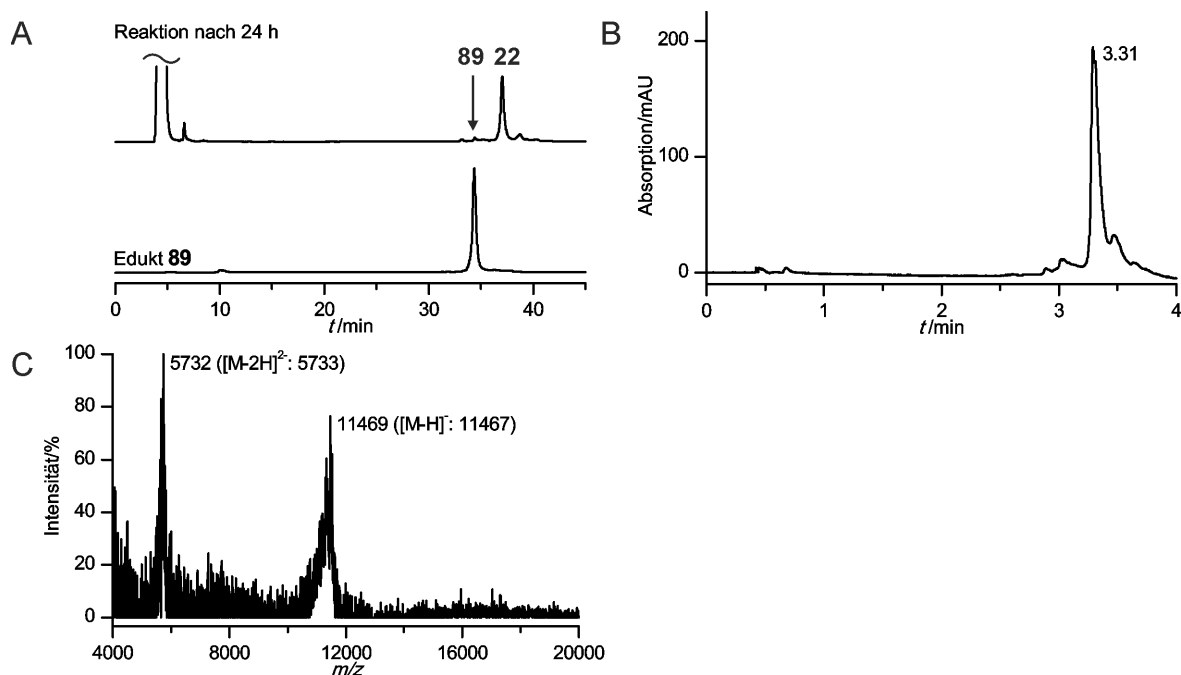 A
Reaktion nach 24 h
89 22
Edukt 89
0 10 20 30 40
t/min
B
200
100
0
Absorption/mAU
3.31
0 1 2 3 4
t/min
C
100
80
60
40
20
0
Intensität/%
5732 ([M-2H]2-: 5733)
11469 ([M-H]-: 11467)
4000 8000 12000 16000 20000
m/z